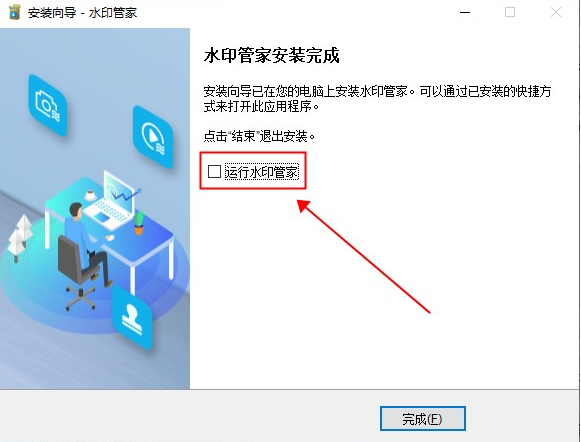 安装向导 - 水印管家
水印管家安装完成
安装向导已在您的电脑上安装水印管家。可以通过已安装的快捷方
式来打开此应用程序。
点击“结束”退出安装。
运行水印管家
完成(F)